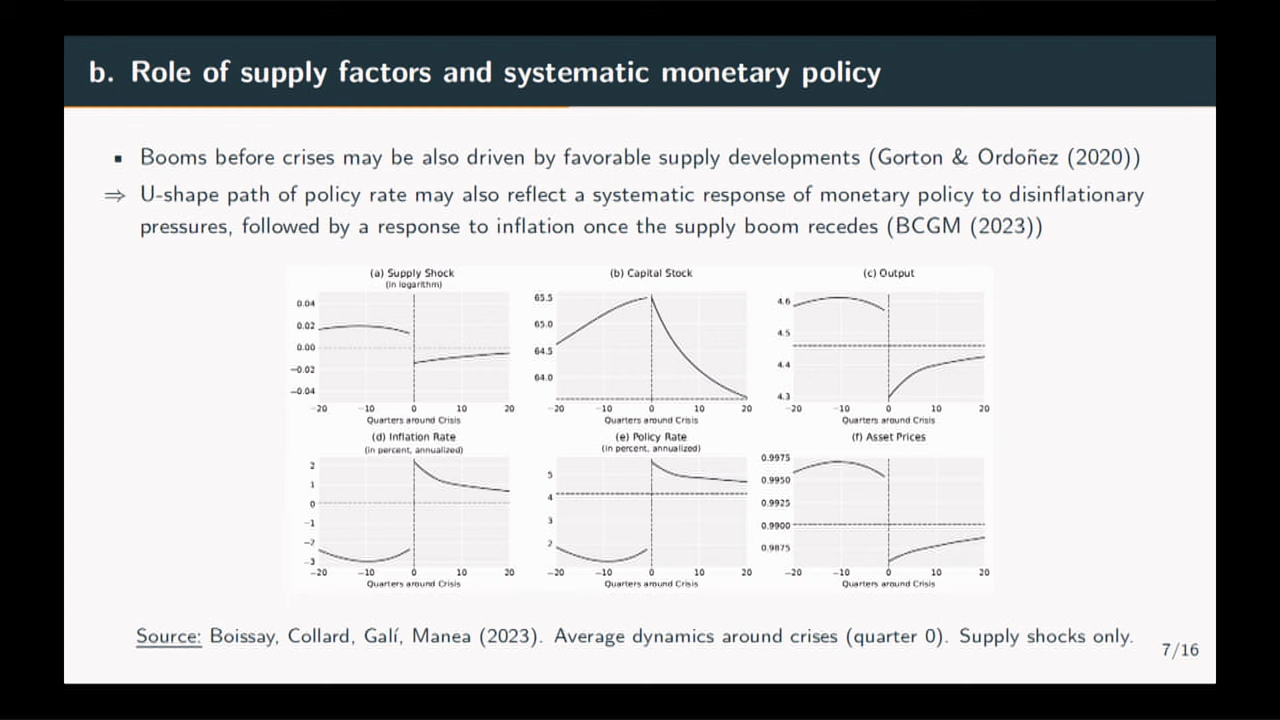 b. Role of supply factors and systematic monetary policy
▪ Booms before crises may be also driven by favorable supply developments (Gorton & Ordoñez (2020))
⇒ U-shape path of policy rate may also reflect a systematic response of monetary policy to disinflationary
pressures, followed by a response to inflation once the supply boom recedes (BCGM (2023))
(a) Supply Shock
(in logarithm)
0.04
0.02
0.00
−0.02
−0.04
−20 −10 0 10 20
Quarters around Crisis
(b) Capital Stock
65.5
65.0
64.5
64.0
−20 −10 0 10 20
Quarters around Crisis
(c) Output
4.6
4.5
4.4
4.3
−20 −10 0 10 20
Quarters around Crisis
(d) Inflation Rate
(in percent, annualized)
2
1
0
−1
−2
−3
−20 −10 0 10 20
Quarters around Crisis
(e) Policy Rate
(in percent, annualized)
5
4
3
2
−20 −10 0 10 20
Quarters around Crisis
(f) Asset Prices
0.9975
0.9950
0.9925
0.9900
0.9875
−20 −10 0 10 20
Quarters around Crisis
Source: Boissay, Collard, Galí, Manea (2023). Average dynamics around crises (quarter 0). Supply shocks only.
7/16